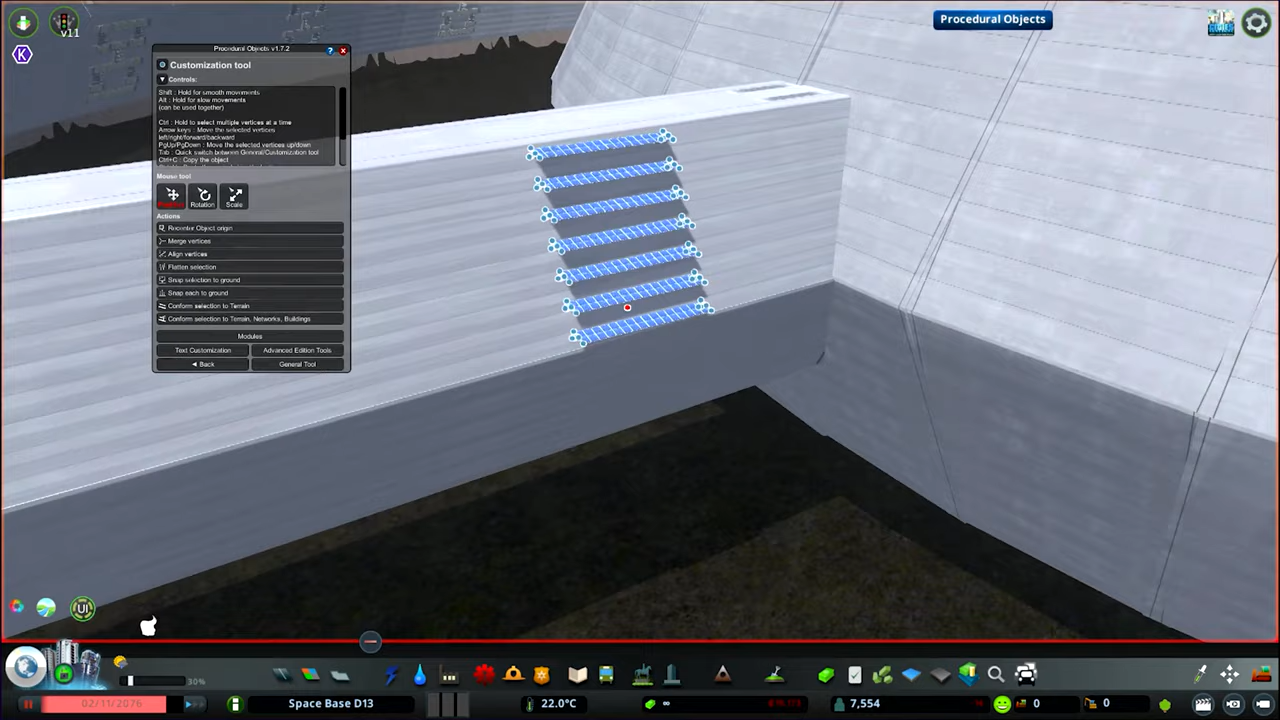 v11
Procedural Objects
K
Procedural Objects v1.7.2
?
x
Customization tool
Controls:
Shift : Hold for smooth movements
Alt : Hold for slow movements
(can be used together)
Ctrl : Hold to select multiple vertices at a time
Arrow keys : Move the selected vertices
left/right/forward/backward
PgUp/PgDown : Move the selected vertices up/down
Tab : Quick switch between General/Customization tool
Ctrl+C : Copy the object
Mouse tool
Rotation
Scale
Actions
Recenter Object origin
Merge vertices
Align vertices
Flatten selection
Snap selection to ground
Snap each to ground
Conform selection to Terrain
Conform selection to Terrain, Networks, Buildings
Modules
Text Customization
Advanced Edition Tools
Back
General Tool
UI
30%
02/11/2076
Space Base D13
22.0°C
∞
7,554
0
0